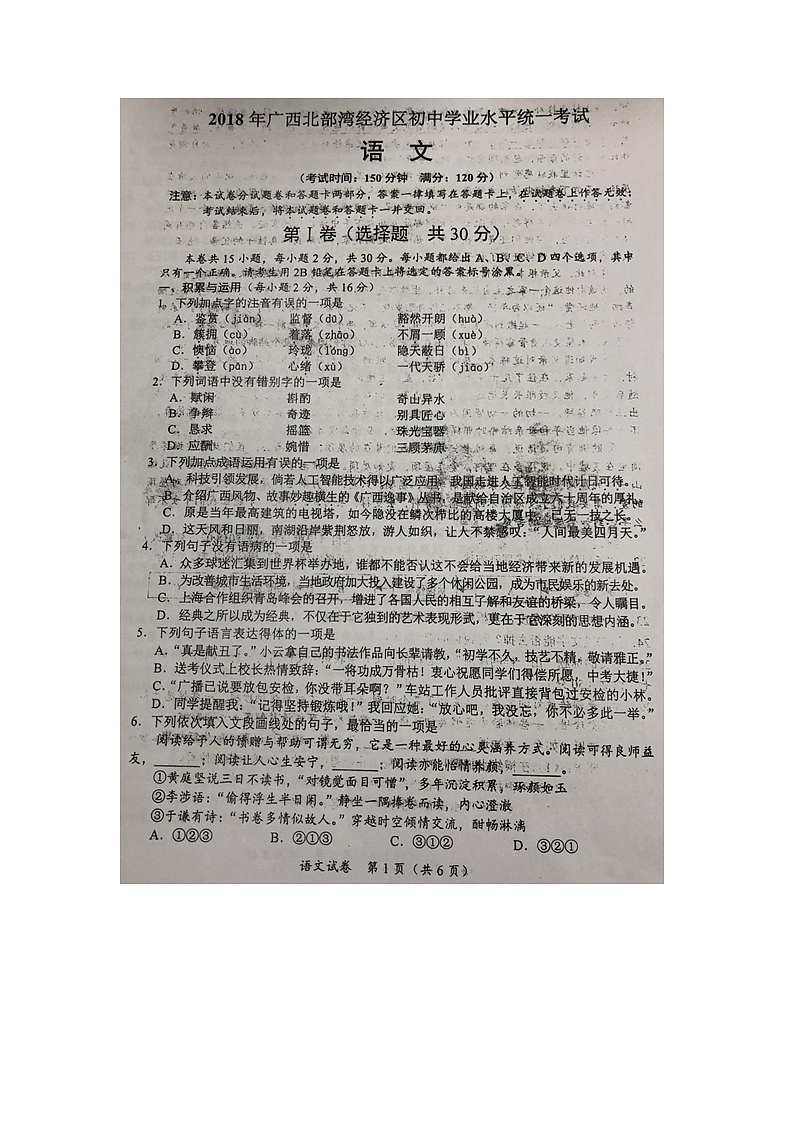 2018 年广西北部湾经济区初中学业水平统一考试
语 文
(考试时间：150 分钟 满分：120 分)
注意：本试卷分试题卷和答题卡两部分，答案一律填写在答题卡上，在试题卷上作答无效；
考试结束后，将本试题卷和答题卡一并交回。
第Ⅰ卷（选择题 共 30 分）
本卷共 15 小题，每小题 2 分，共 30 分。每小题都给出 A、B、C、D 四个选项，其中
只有一个正确。请考生用 2B 铅笔在答题卡上将选定的答案标号涂黑。
一、积累与运用（每小题 2 分，共 16 分）
1. 下列加点字的注音有误的一项是
A．鉴赏（jiàn） 监督（dū） 豁然开朗（huò）
B．簇拥（cù） 着落（zháo） 不屑一顾（xuè）
C．懊恼（ào） 玲珑（lóng） 隐天蔽日（bì）
D．攀登（pān） 心绪（xù） 一代天骄（jiāo）
2．下列词语中没有错别字的一项是
A．赋闲 斟酌 奇山异水
B．争辩 奇迹 别具匠心
C．恳求 摇篮 珠光宝器
D．应酬 婉惜 三顾茅庐
3．下列加点成语运用有误的一项是
A．科技引领发展，倘若人工智能技术得以广泛应用，我国走进人工智能时代计日可待。
B．介绍广西风物、故事妙趣横生的《广西逸事》丛书，是献给自治区成立六十周年的厚礼。
C．原是当年最高建筑的电视塔，如今隐没在鳞次栉比的高楼大厦中，已无一技之长。
D．这天风和日丽，南湖沿岸紫荆怒放，游人如织，让人不禁感叹：“人间最美四月天。”
4．下列句子没有语病的一项是
A．众多球迷汇集到世界杯举办地，谁都不能否认这不会给当地经济带来新的发展机遇。
B．为改善城市生活环境，当地政府加大投入建设了多个休闲公园，成为市民娱乐的新去处。
C．上海合作组织青岛峰会的召开，增进了各国人民的相互了解和友谊的桥梁，令人瞩目。
D．经典之所以成为经典，不仅在于它独到的艺术表现形式，更在于它深刻的思想内涵。
5．下列句子语言表达得体的一项是
A．“真是献丑了。”小云拿自己的书法作品向长辈请教，“初学不久，技艺不精，敬请雅正。”
B．送考仪式上校长热情致辞：“一将功成万骨枯！衷心祝愿同学们得偿所愿，中考大捷！”
C．“广播已说要放包安检，你没带耳朵啊？”车站工作人员批评直接背包过安检的小林。
D．同学提醒我：“记得坚持锻炼哦！”我回应她：“放心吧，我没忘，你不必多此一举。”
6．下列依次填入文段画线处的句子，最恰当的一项是
阅读给予人的馈赠与帮助可谓无穷，它是一种最好的心灵涵养方式。阅读可得良师益
友，______；阅读让人心生安宁，______；阅读亦能怡情养颜，______。
①黄庭坚说三日不读书，“对镜觉面目可憎”，多年沉淀积累，琢颜如玉
②李涉语：“偷得浮生半日闲。”静坐一隅捧卷而读，内心澄澈
③于谦有诗：“书卷多情似故人。”穿越时空倾情交流，酣畅淋漓
A．①②③ B．②①③ C．③①② D．③②①
语文试卷 第 1 页（共 6 页）